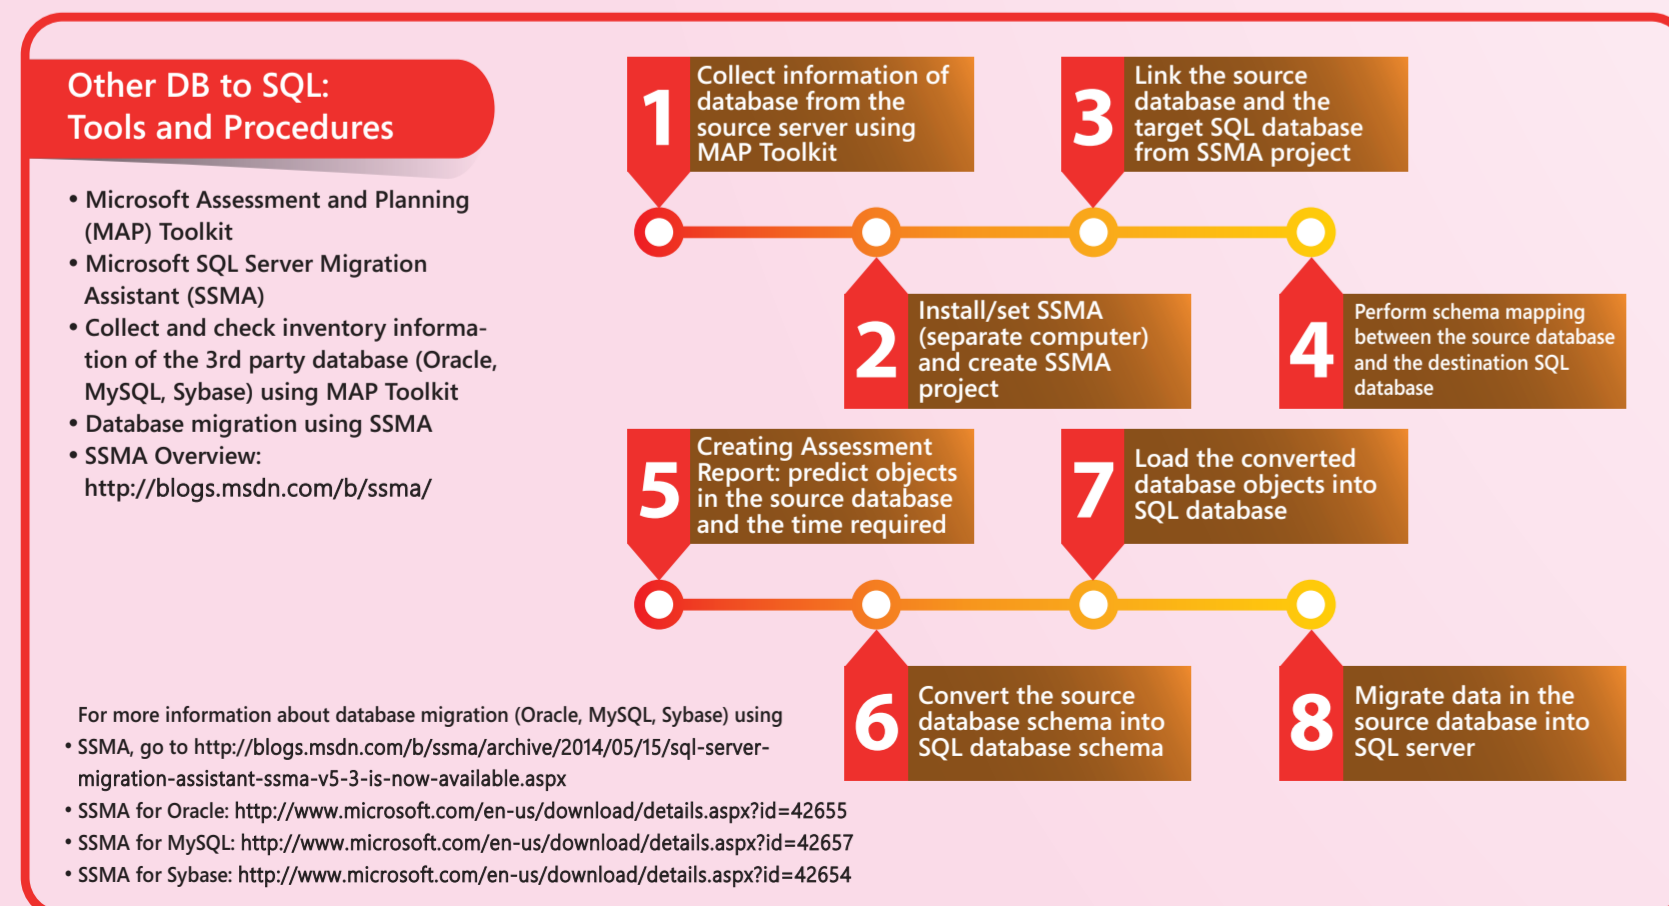 Other DB to SQL:
Tools and Procedures
• Microsoft Assessment and Planning
(MAP) Toolkit
• Microsoft SQL Server Migration
Assistant (SSMA)
• Collect and check inventory informa-
tion of the 3rd party database (Oracle,
MySQL, Sybase) using MAP Toolkit
• Database migration using SSMA
• SSMA Overview:
http://blogs.msdn.com/b/ssma/
1
Collect information of
database from the
source server using
MAP Toolkit
2
Install/set SSMA
(separate computer)
and create SSMA
project
3
Link the source
database and the
target SQL database
from SSMA project
4
Perform schema mapping
between the source database
and the destination SQL
database
5
Creating Assessment
Report: predict objects
in the source database
and the time required
6
Convert the source
database schema into
SQL database schema
7
Load the converted
database objects into
SQL database
8
Migrate data in the
source database into
SQL server
For more information about database migration (Oracle, MySQL, Sybase) using
• SSMA, go to http://blogs.msdn.com/b/ssma/archive/2014/05/15/sql-server-
migration-assistant-ssma-v5-3-is-now-available.aspx
• SSMA for Oracle: http://www.microsoft.com/en-us/download/details.aspx?id=42655
• SSMA for MySQL: http://www.microsoft.com/en-us/download/details.aspx?id=42657
• SSMA for Sybase: http://www.microsoft.com/en-us/download/details.aspx?id=42654